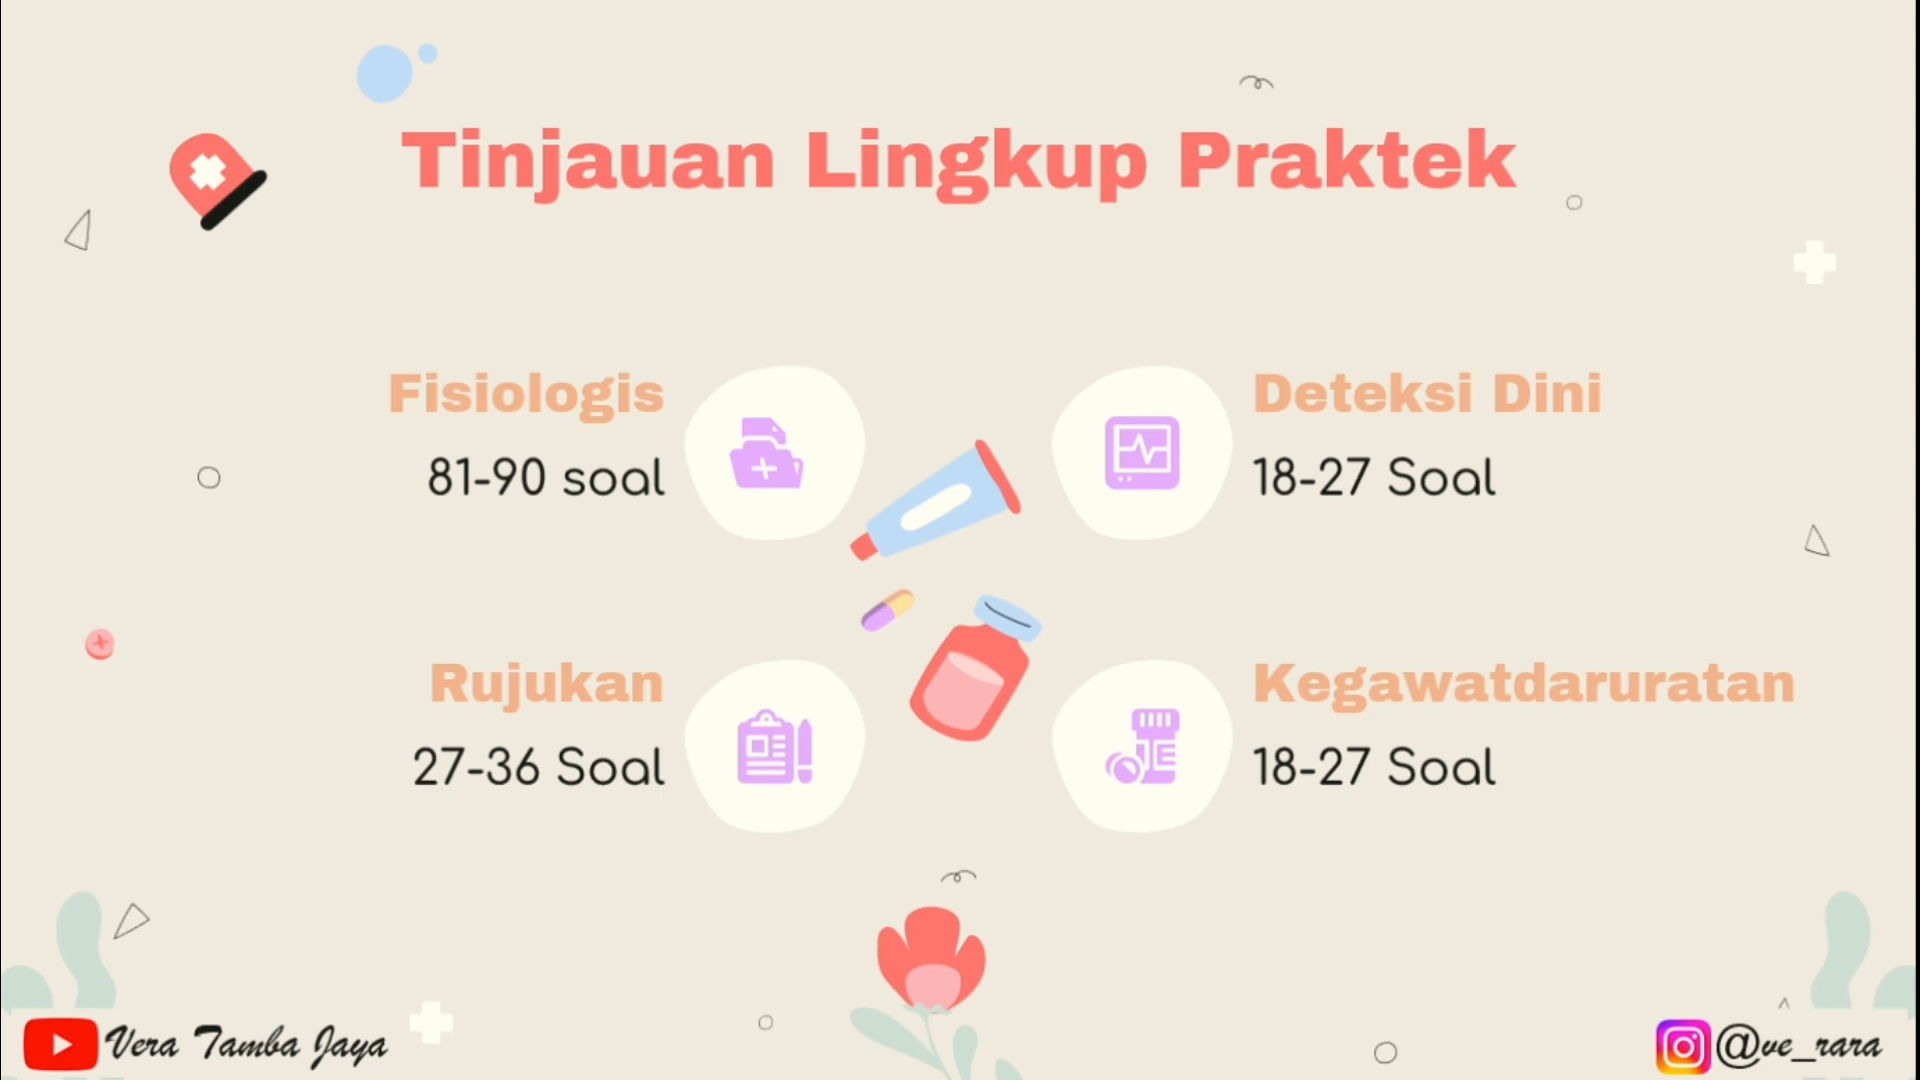 Tinjauan Lingkup Praktek
Fisiologis
81-90 soal
Deteksi Dini
18-27 Soal
Rujukan
27-36 Soal
Kegawatdaruratan
18-27 Soal
Vera Tamba Jaya
@ve_rara